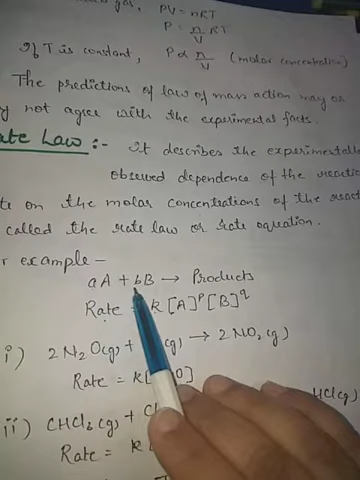 gas, PV = nRT
P = n/V RT
If T is constant, P ∝ n/V (molar concentration)
The predictions of law of mass action may or
not agree with the experimental facts.
ate Law :- It describes the experimentall
observed dependence of the reactio
te on the molar concentrations of the react
called the rate law or rate equation.
r example -
aA + bB → Products
Rate = k [A]^p [B]^q
i) 2N₂O(g) + (g) → 2NO₂(g)
Rate = k[ O]
ii) CHCl₃(g) + Cl HCl(g)
Rate = k